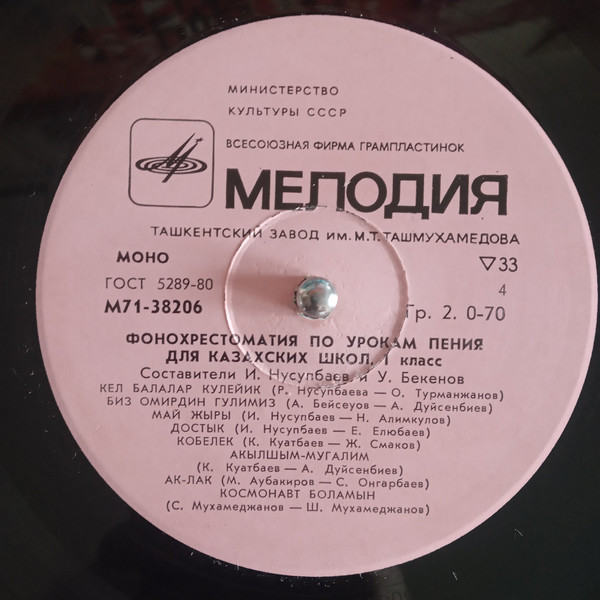 МИНИСТЕРСТВО
КУЛЬТУРЫ СССР
ВСЕСОЮЗНАЯ ФИРМА ГРАМПЛАСТИНОК
МЕЛОДИЯ
ТАШКЕНТСКИЙ ЗАВОД ИМ. М.Т. ТАШМУХАМЕДОВА
МОНО ▽33
ГОСТ 5289-80 4
М71-38206 Гр. 2. 0-70
ФОНОХРЕСТОМАТИЯ ПО УРОКАМ ПЕНИЯ
ДЛЯ КАЗАХСКИХ ШКОЛ. I класс
Составители И. Нусупбаев и У. Бекенов
КЕЛ БАЛАЛАР КУЛЕЙИК (Р. Нусупбаева — О. Турманжанов)
БИЗ ОМИРДИН ГУЛИМИЗ (А. Бейсеуов — А. Дуйсенбиев)
МАЙ ЖЫРЫ (И. Нусупбаев — Н. Алимкулов)
ДОСТЫК (И. Нусупбаев — Е. Елюбаев)
КОБЕЛЕК (К. Куатбаев — Ж. Смаков)
АКЫЛШЫМ-МУГАЛИМ
(К. Куатбаев — А. Дуйсенбиев)
АК-ЛАК (М. Аубакиров — С. Онгарбаев)
КОСМОНАВТ БОЛАМЫН
(С. Мухамеджанов — Ш. Мухамеджанов)